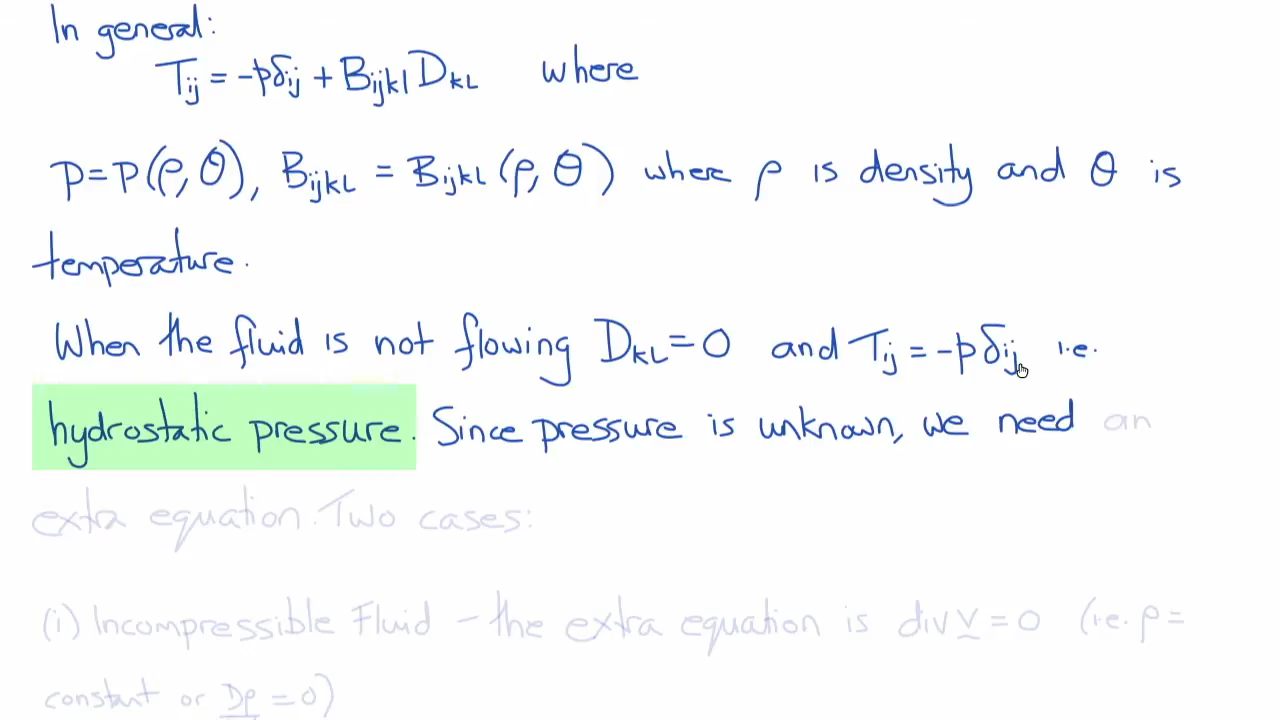 In general:
Tij = -pδij + Bijkl Dkl where
p = p(ρ, θ), Bijkl = Bijkl (ρ, θ) where ρ is density and θ is
temperature.
When the fluid is not flowing Dkl = 0 and Tij = -pδij i.e.
hydrostatic pressure. Since pressure is unknown, we need an
extra equation. Two cases:
(i) Incompressible Fluid – the extra equation is div v = 0 (i.e. ρ =
constant or Dρ = 0)